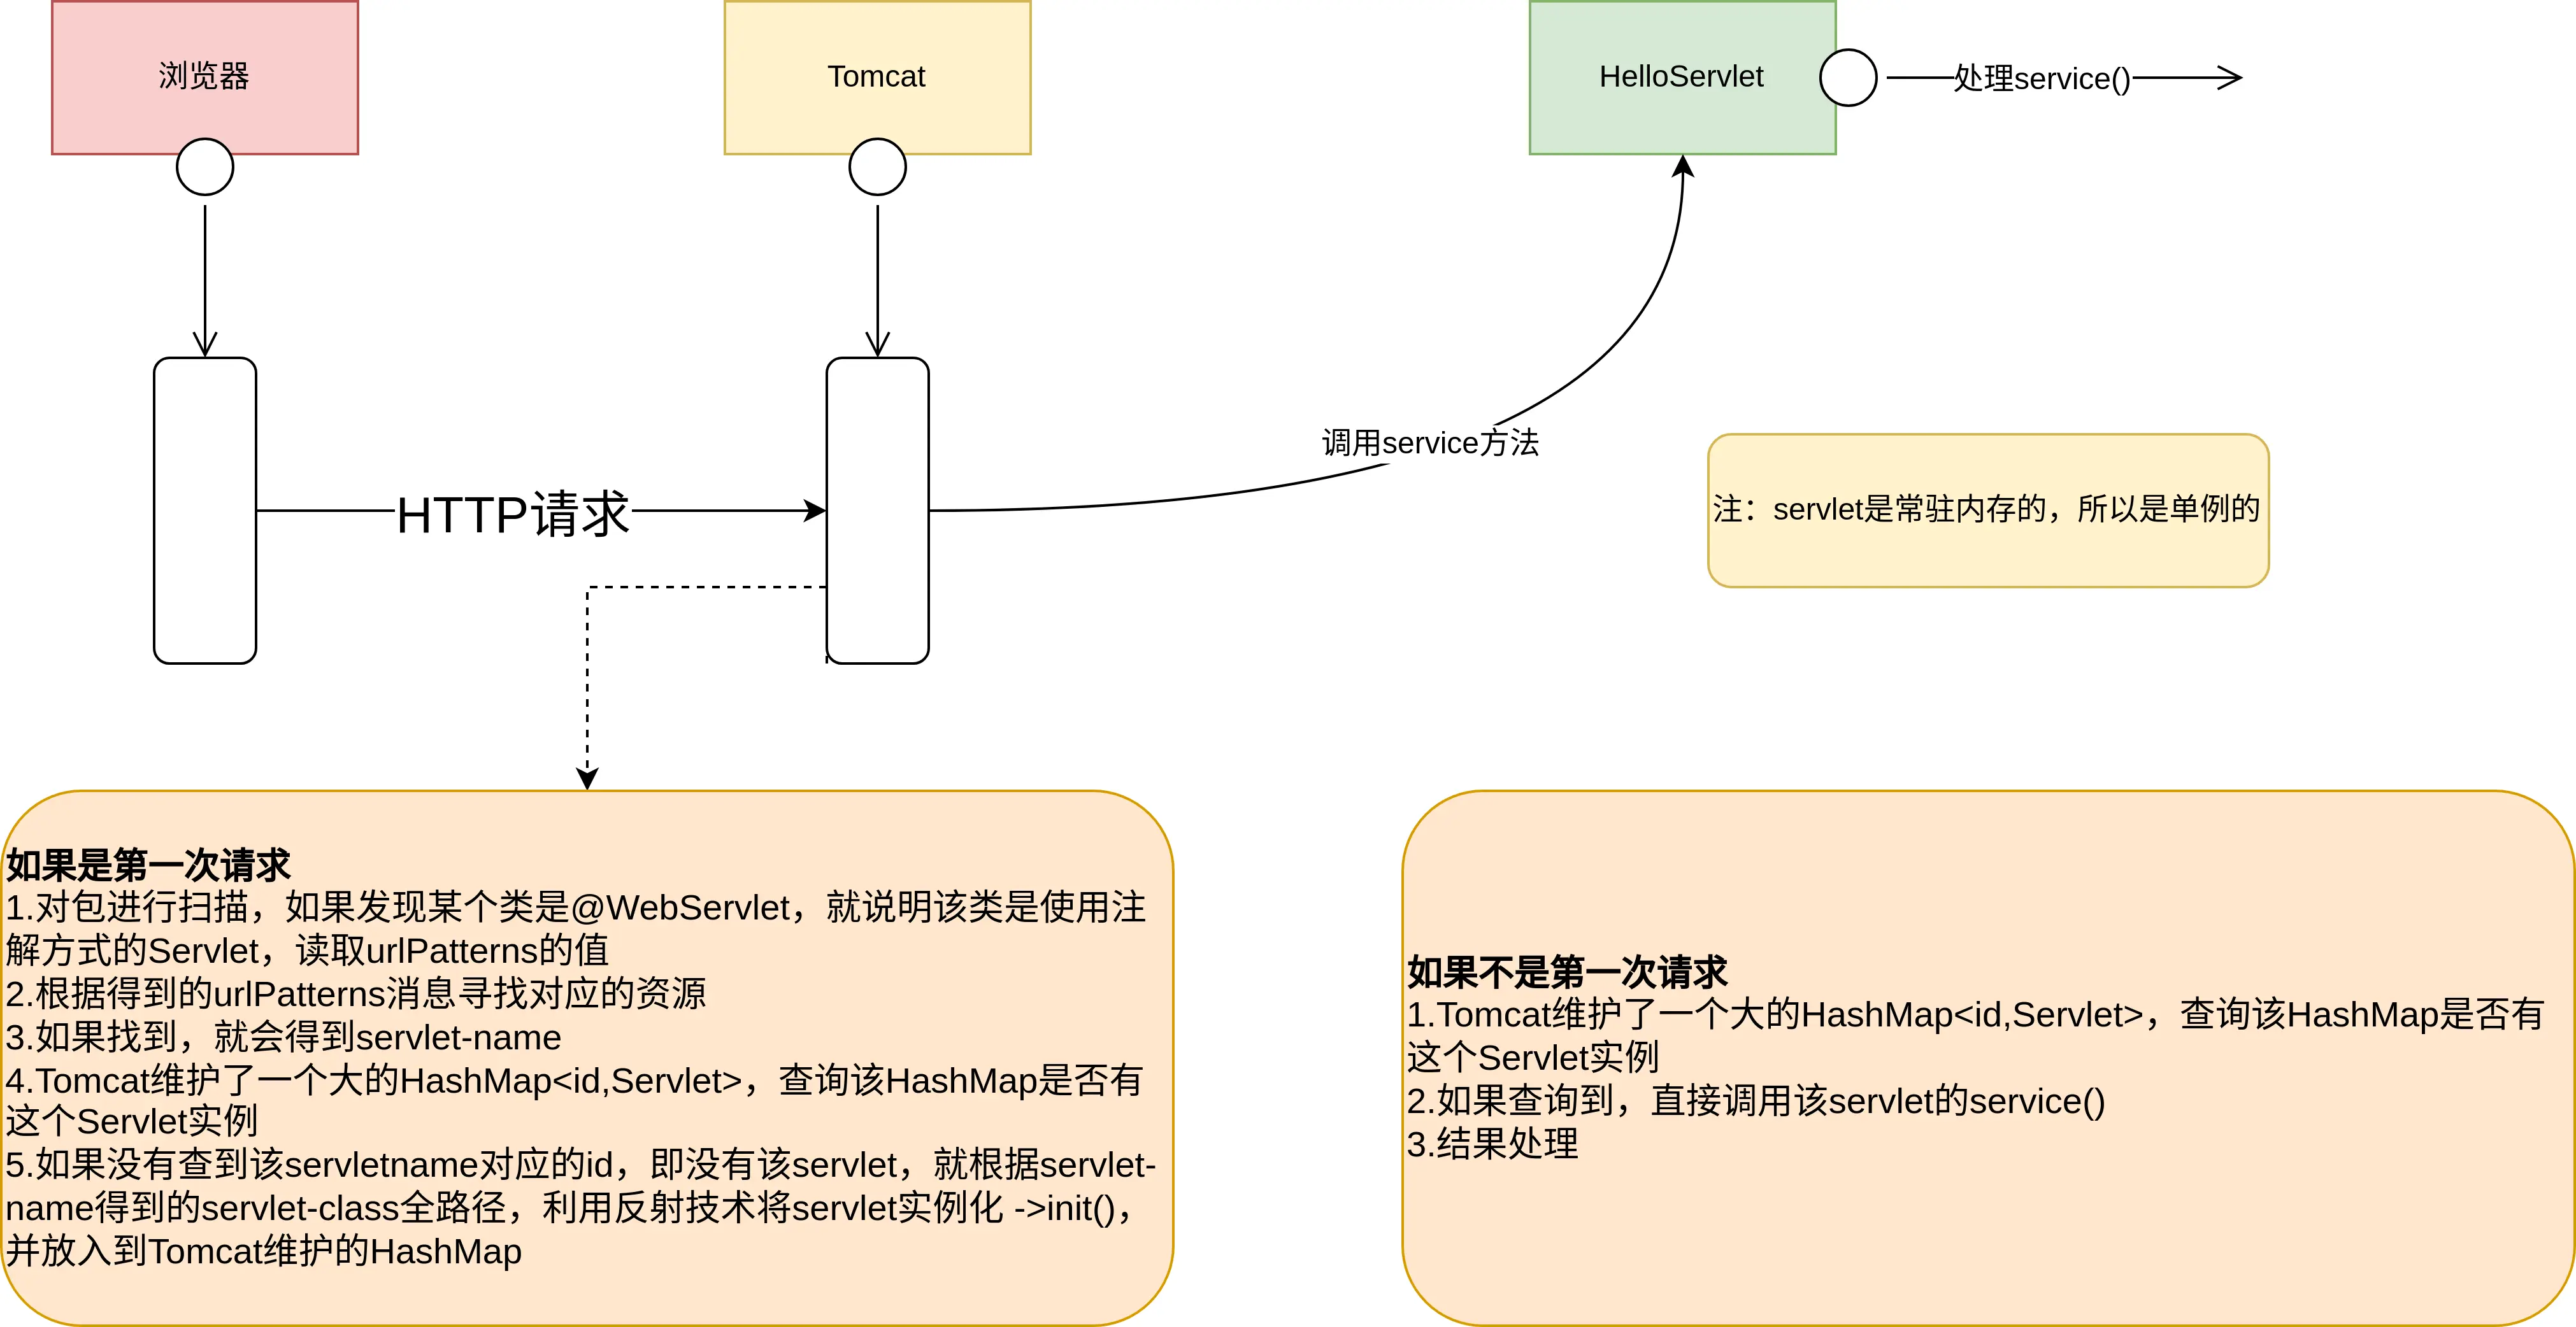 浏览器
Tomcat
HelloServlet
处理service()
调用service方法
HTTP请求
注：servlet是常驻内存的，所以是单例的
如果是第一次请求
1.对包进行扫描，如果发现某个类是@WebServlet，就说明该类是使用注
解方式的Servlet，读取urlPatterns的值
2.根据得到的urlPatterns消息寻找对应的资源
3.如果找到，就会得到servlet-name
4.Tomcat维护了一个大的HashMap<id,Servlet>，查询该HashMap是否有
这个Servlet实例
5.如果没有查到该servletname对应的id，即没有该servlet，就根据servlet-
name得到的servlet-class全路径，利用反射技术将servlet实例化 ->init()，
并放入到Tomcat维护的HashMap
如果不是第一次请求
1.Tomcat维护了一个大的HashMap<id,Servlet>，查询该HashMap是否有
这个Servlet实例
2.如果查询到，直接调用该servlet的service()
3.结果处理